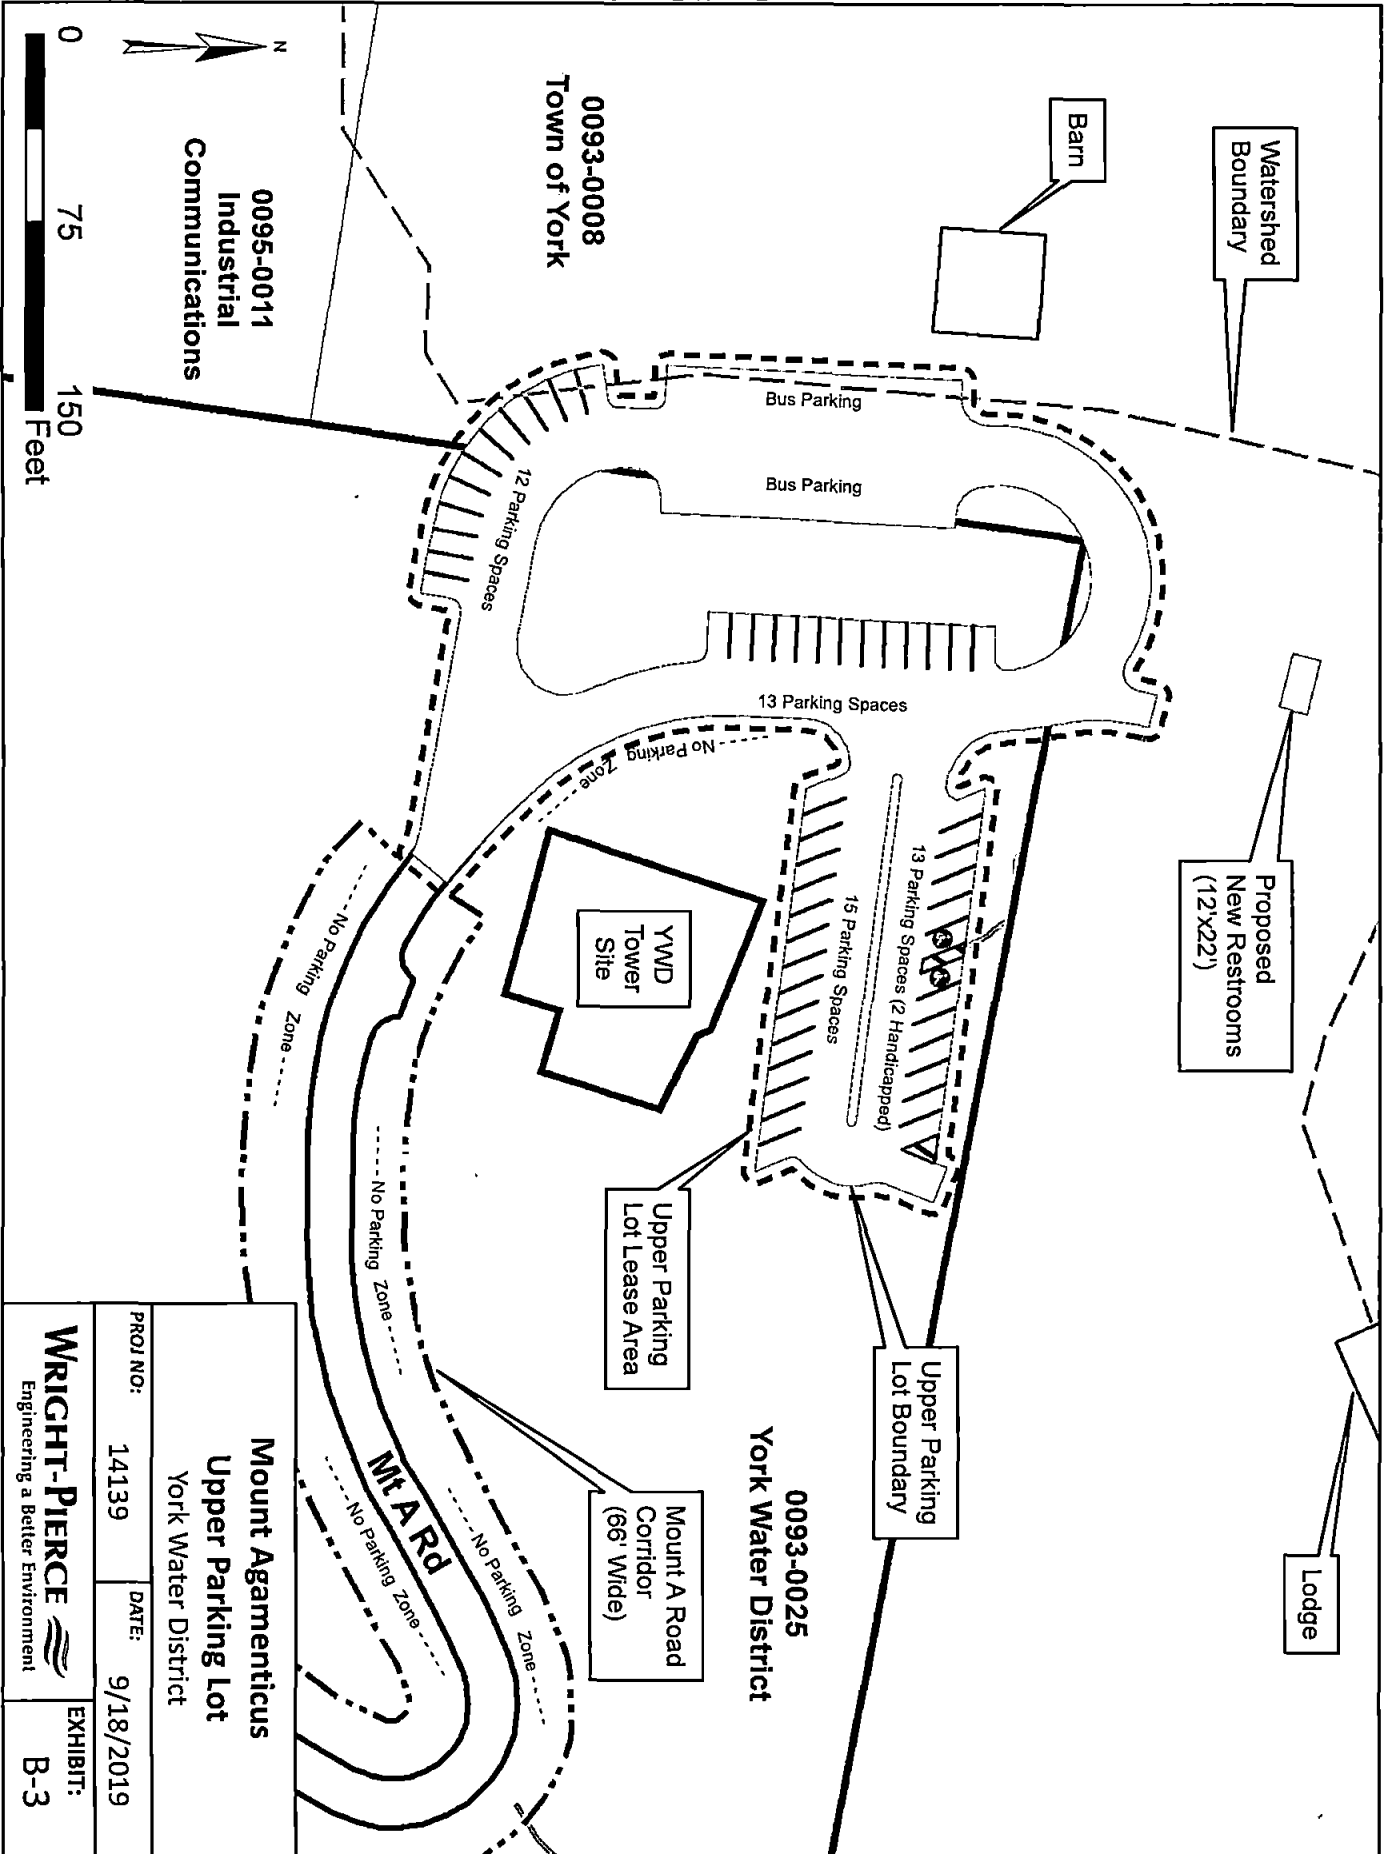 Watershed
Boundary
Barn
0093-0008
Town of York
0095-0011
Industrial
Communications
N
0
75
150
Feet
Bus Parking
Bus Parking
12 Parking Spaces
13 Parking Spaces
No Parking Zone
Proposed
New Restrooms
(12'x22')
13 Parking Spaces (2 Handicapped)
15 Parking Spaces
YWD
Tower
Site
No Parking Zone
No Parking Zone
Upper Parking
Lot Lease Area
Upper Parking
Lot Boundary
Lodge
0093-0025
York Water District
Mount A Road
Corridor
(66' Wide)
No Parking Zone
Mt A Rd
No Parking Zone
Mount Agamenticus
Upper Parking Lot
York Water District
PROJ NO:
14139
DATE:
9/18/2019
WRIGHT-PIERCE
Engineering a Better Environment
EXHIBIT:
B-3